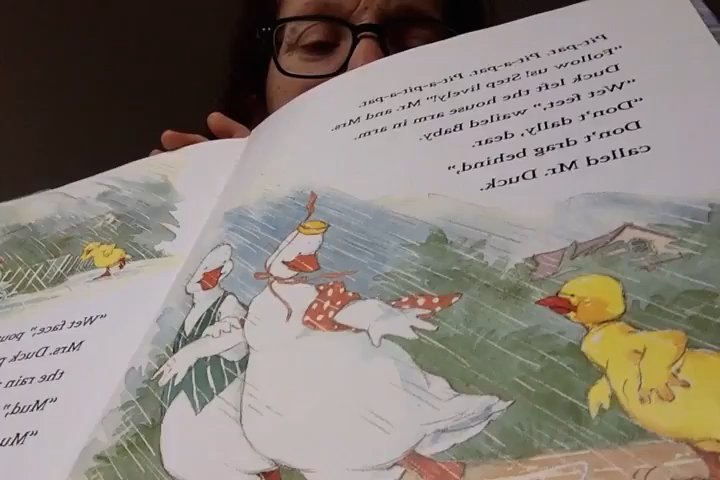 Pit-pat. Pit-a-pat. Pit-a-pit-a-pat.
"Follow us! Step lively!" Mr. and Mrs.
Duck left the house arm in arm.
"Wet feet," wailed Baby.
"Don't dally, dear.
Don't drag behind,"
called Mr. Duck.
"Wet face," pou
Mrs. Duck p
the rain
"Mud,"
"Mu